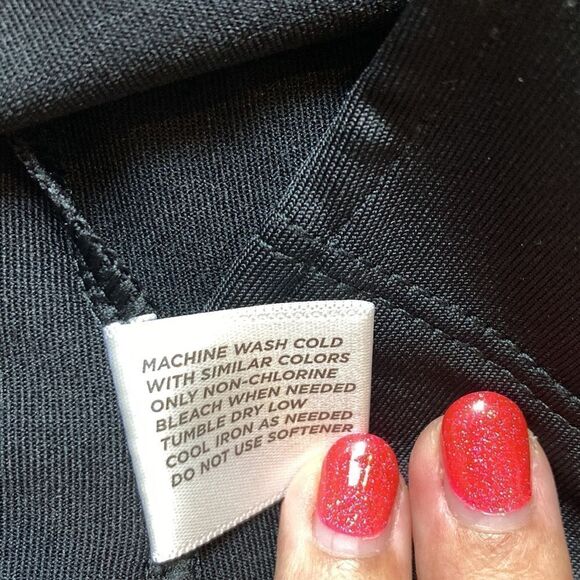 MACHINE WASH COLD
WITH SIMILAR COLORS
ONLY NON-CHLORINE
BLEACH WHEN NEEDED
TUMBLE DRY LOW
COOL IRON AS NEEDED
DO NOT USE SOFTENER